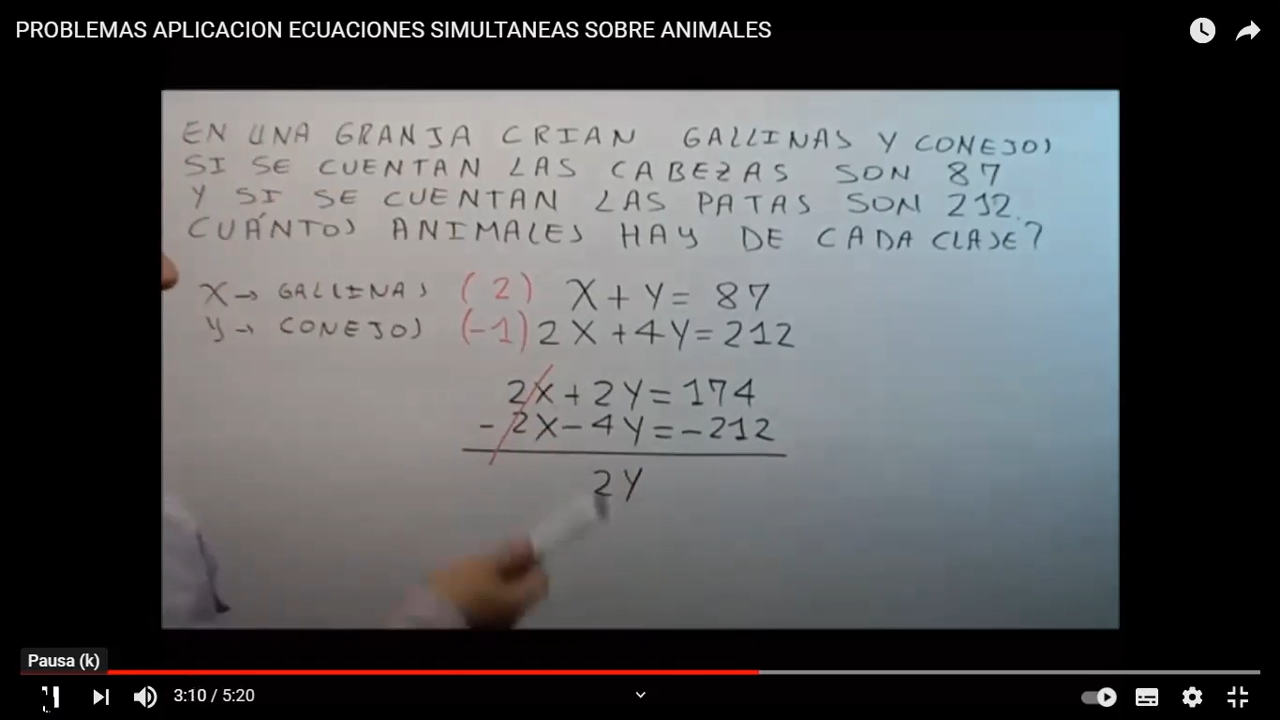 PROBLEMAS APLICACION ECUACIONES SIMULTANEAS SOBRE ANIMALES
EN UNA GRANJA CRIAN GALLINAS Y CONEJOS
SI SE CUENTAN LAS CABEZAS SON 87
Y SI SE CUENTAN LAS PATAS SON 212.
CUÁNTOS ANIMALES HAY DE CADA CLASE?
X→ GALLINAS (2) X+Y=87
Y→ CONEJOS (-1) 2X+4Y=212
2X+2Y=174
-2X-4Y=-212
2Y
Pausa (k)
3:10 / 5:20